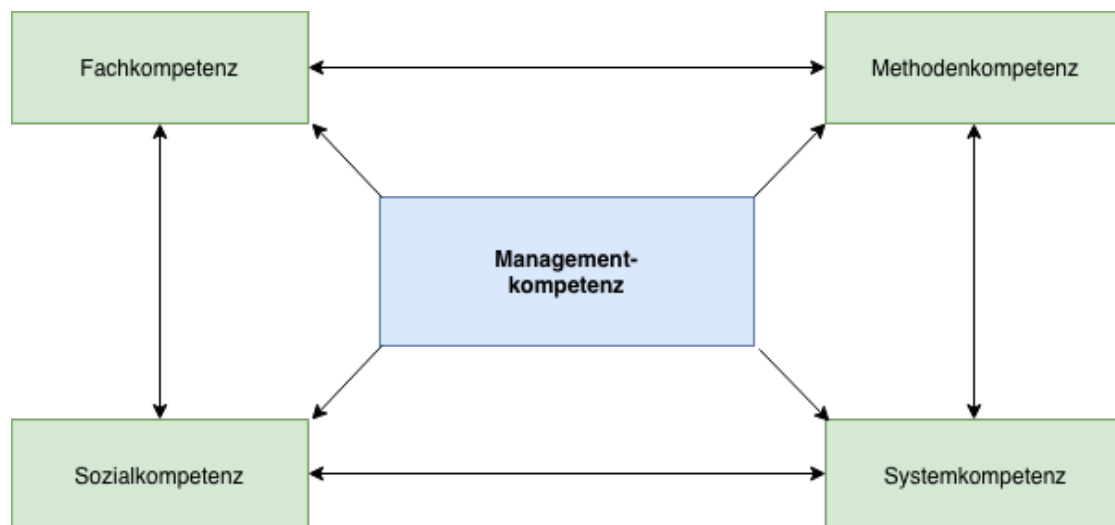 Fachkompetenz
Methodenkompetenz
Management-
kompetenz
Sozialkompetenz
Systemkompetenz